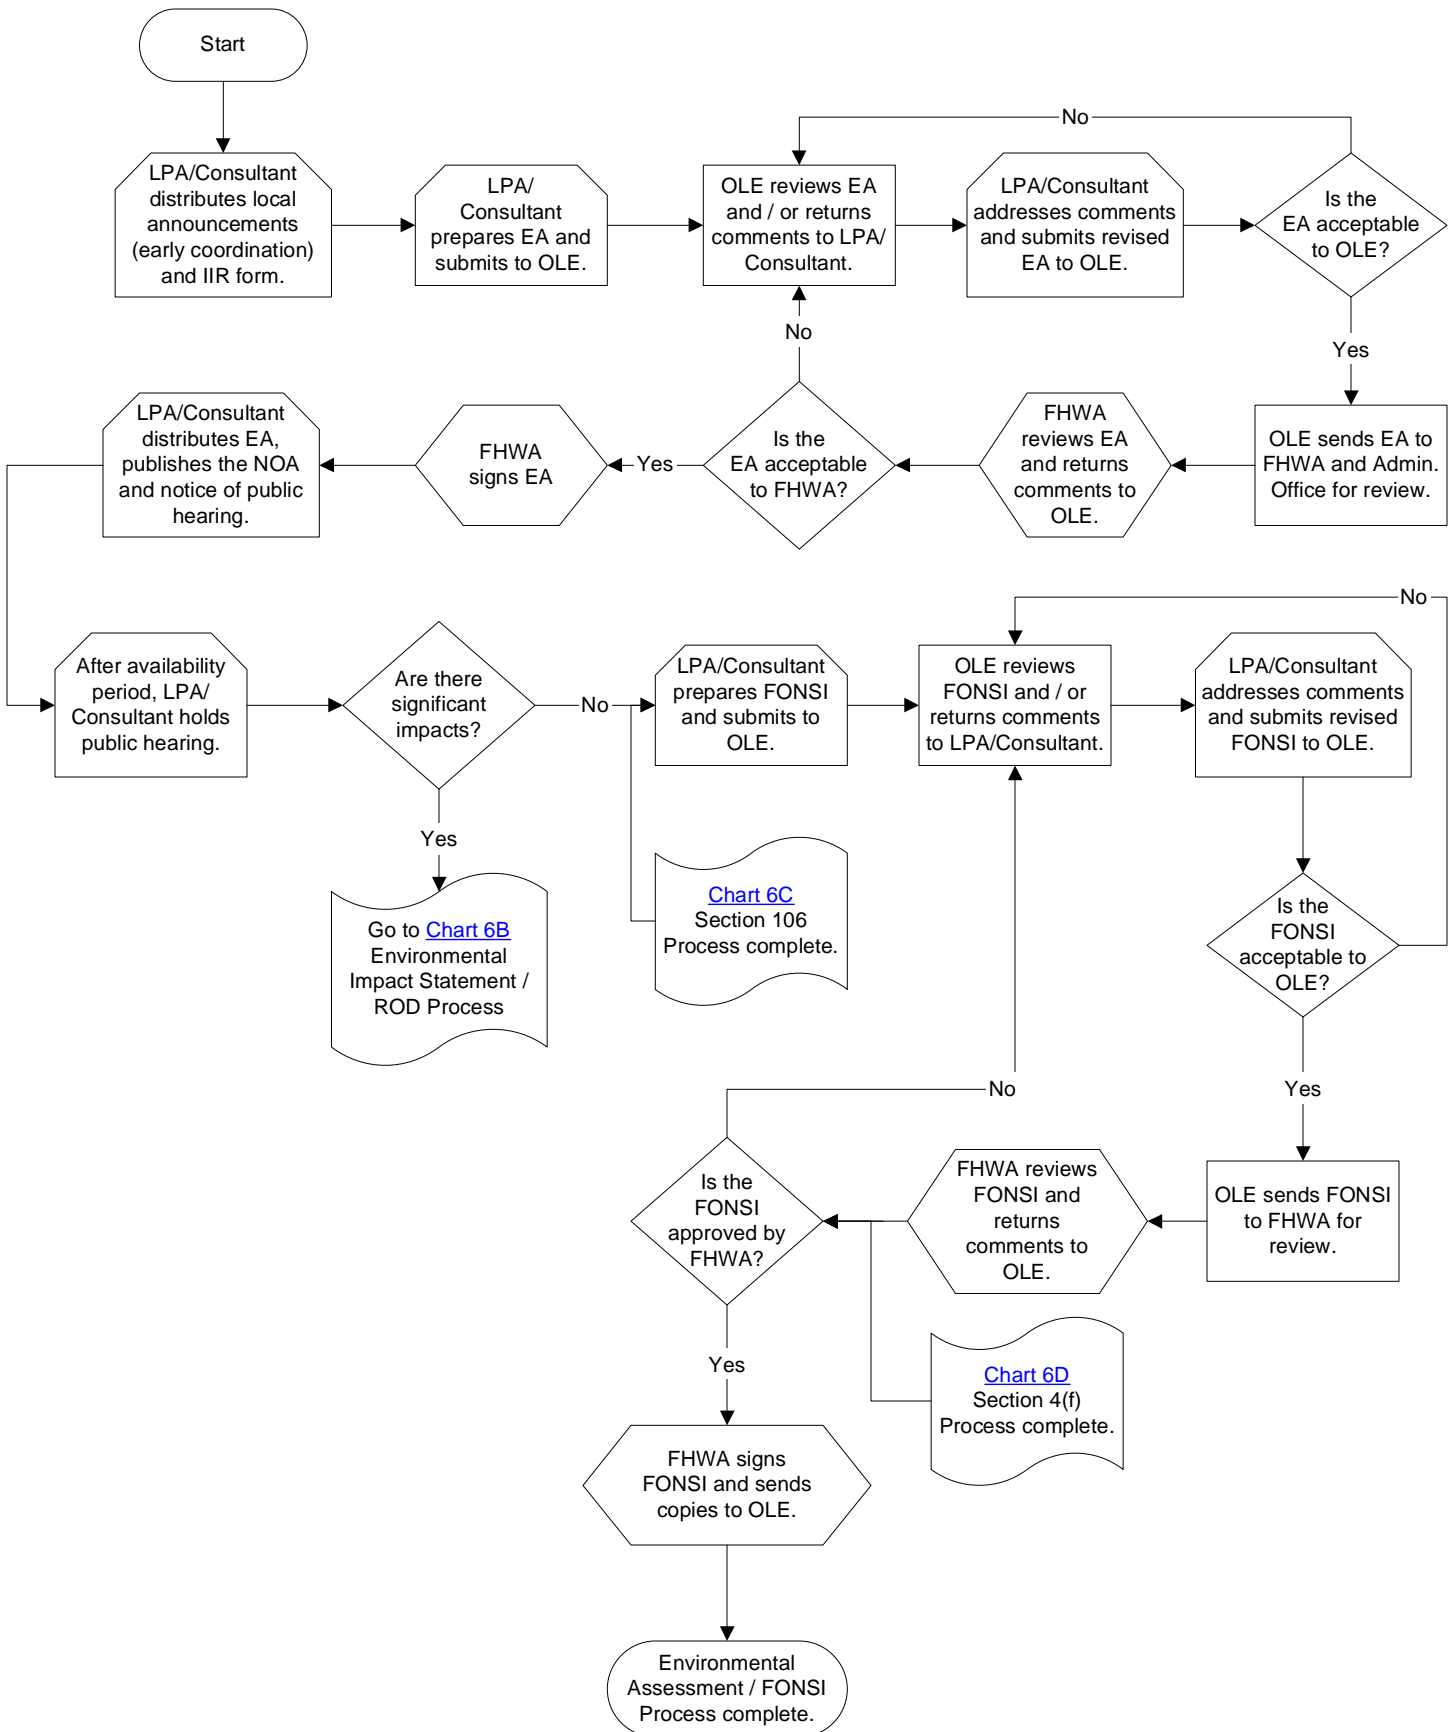 Start
No
LPA/Consultant
distributes local
announcements
(early coordination)
and IIR form.
LPA/
Consultant
prepares EA and
submits to OLE.
OLE reviews EA
and / or returns
comments to LPA/
Consultant.
LPA/Consultant
addresses comments
and submits revised
EA to OLE.
Is the
EA acceptable
to OLE?
No
Yes
LPA/Consultant
distributes EA,
publishes the NOA
and notice of public
hearing.
FHWA
signs EA
Yes
Is the
EA acceptable
to FHWA?
FHWA
reviews EA
and returns
comments to
OLE.
OLE sends EA to
FHWA and Admin.
Office for review.
No
After availability
period, LPA/
Consultant holds
public hearing.
Are there
significant
impacts?
No
LPA/Consultant
prepares FONSI
and submits to
OLE.
OLE reviews
FONSI and / or
returns comments
to LPA/Consultant.
LPA/Consultant
addresses comments
and submits revised
FONSI to OLE.
Yes
Go to Chart 6B
Environmental
Impact Statement /
ROD Process
Chart 6C
Section 106
Process complete.
Is the
FONSI
acceptable to
OLE?
No
Yes
Is the
FONSI
approved by
FHWA?
FHWA reviews
FONSI and
returns
comments to
OLE.
OLE sends FONSI
to FHWA for
review.
Yes
Chart 6D
Section 4(f)
Process complete.
FHWA signs
FONSI and sends
copies to OLE.
Environmental
Assessment / FONSI
Process complete.